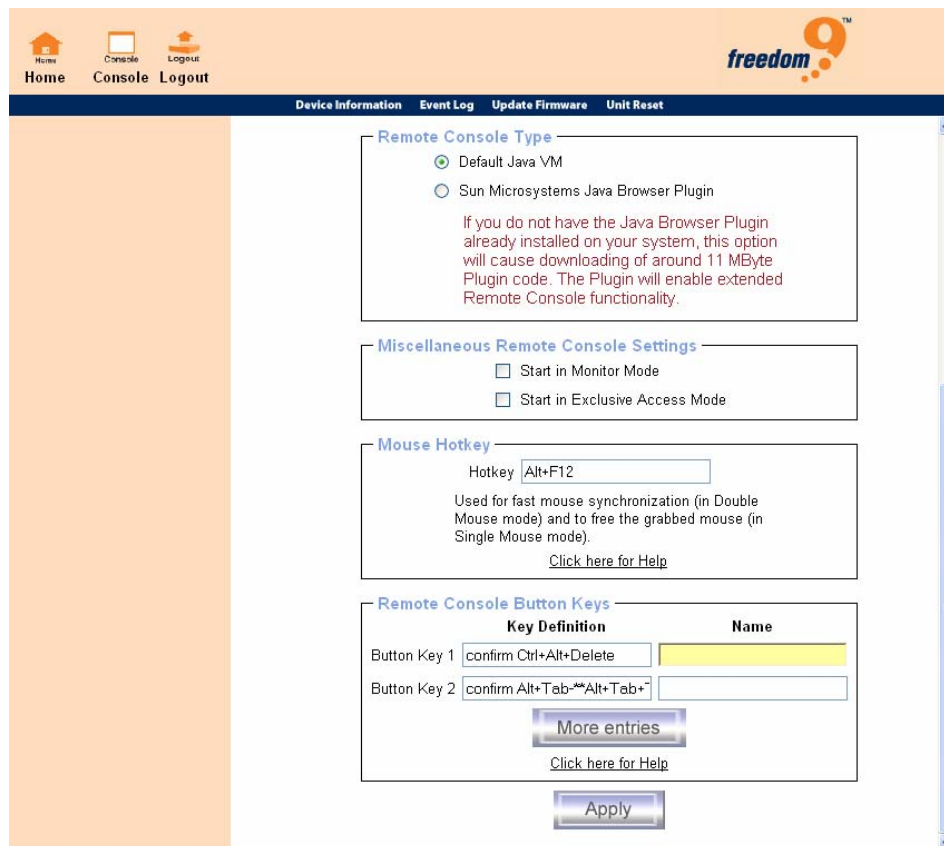 Home Console Logout
Home Console Logout
freedom9 TM
Device Information Event Log Update Firmware Unit Reset
Remote Console Type
Default Java VM
Sun Microsystems Java Browser Plugin
If you do not have the Java Browser Plugin
already installed on your system, this option
will cause downloading of around 11 MByte
Plugin code. The Plugin will enable extended
Remote Console functionality.
Miscellaneous Remote Console Settings
Start in Monitor Mode
Start in Exclusive Access Mode
Mouse Hotkey
Hotkey Alt+F12
Used for fast mouse synchronization (in Double
Mouse mode) and to free the grabbed mouse (in
Single Mouse mode).
Click here for Help
Remote Console Button Keys
Key Definition Name
Button Key 1 confirm Ctrl+Alt+Delete
Button Key 2 confirm Alt+Tab-**Alt+Tab+
More entries
Click here for Help
Apply